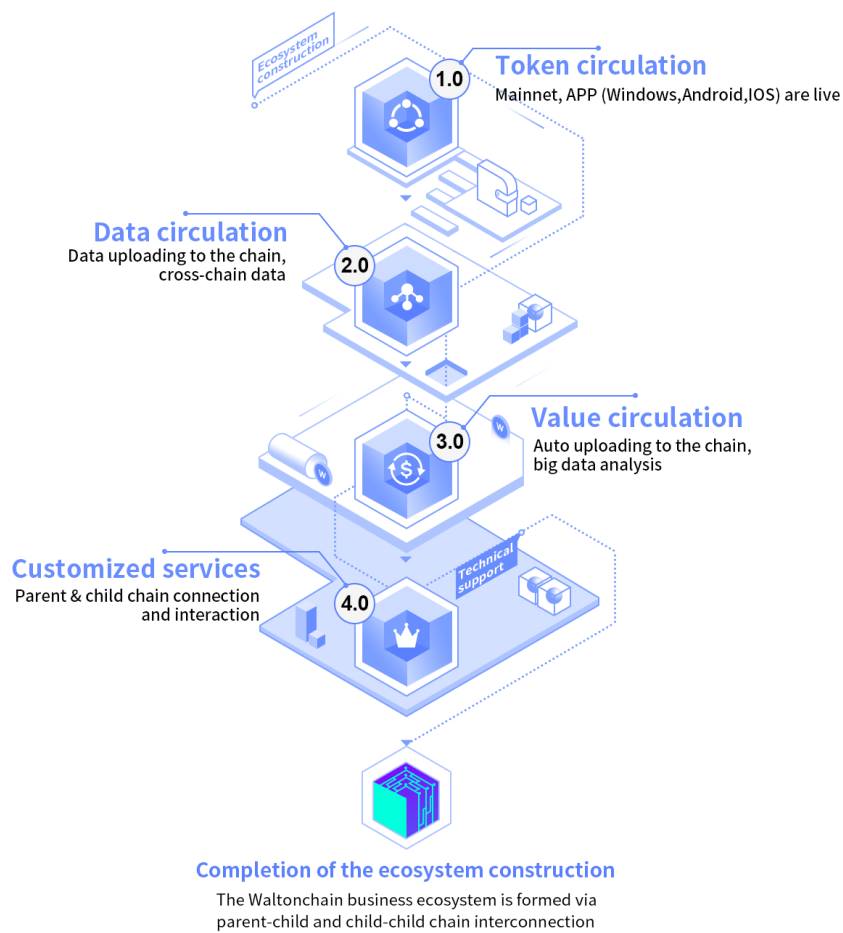 Ecosystem
construction
1.0
Token circulation
Mainnet, APP (Windows,Android,IOS) are live
Data circulation
Data uploading to the chain,
cross-chain data
2.0
Value circulation
Auto uploading to the chain,
big data analysis
3.0
W
W
$
Technical
support
Customized services
Parent & child chain connection
and interaction
4.0
Completion of the ecosystem construction
The Waltonchain business ecosystem is formed via
parent-child and child-child chain interconnection